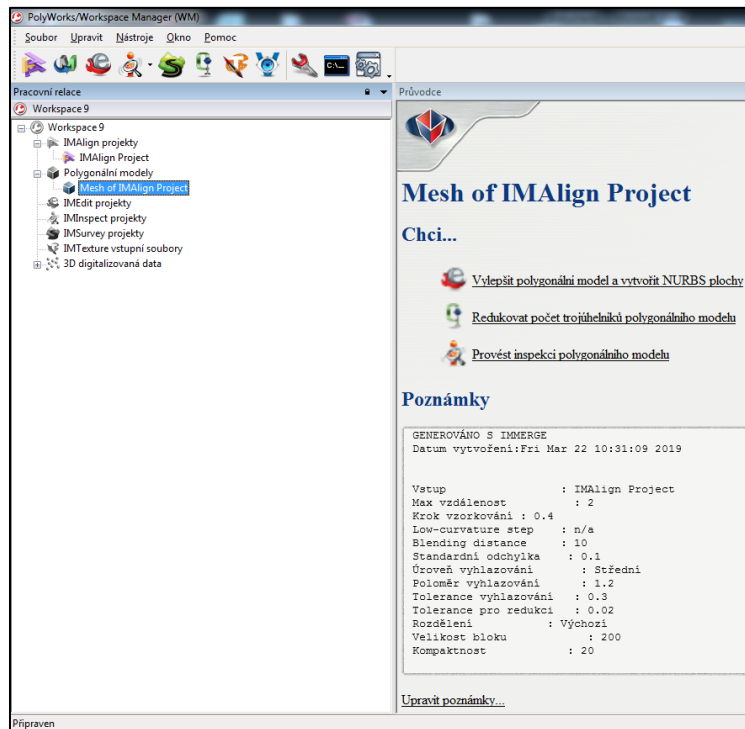 PolyWorks/Workspace Manager (WM)
Soubor Upravit Nástroje Okno Pomoc
C:\_
Pracovní relace
Workspace 9
Workspace 9
IMAlign projekty
IMAlign Project
Polygonální modely
Mesh of IMAlign Project
IMEdit projekty
IMInspect projekty
IMSurvey projekty
IMTexture vstupní soubory
3D digitalizovaná data
Průvodce
Mesh of IMAlign Project
Chci...
Vylepšit polygonální model a vytvořit NURBS plochy
Redukovat počet trojúhelníků polygonálního modelu
Provést inspekci polygonálního modelu
Poznámky
GENEROVÁNO S IMMERGE
Datum vytvoření:Fri Mar 22 10:31:09 2019
Vstup : IMAlign Project
Max vzdálenost : 2
Krok vzorkování : 0.4
Low-curvature step : n/a
Blending distance : 10
Standardní odchylka : 0.1
Úroveň vyhlazování : Střední
Poloměr vyhlazování : 1.2
Tolerance vyhlazování : 0.3
Tolerance pro redukci : 0.02
Rozdělení : Výchozí
Velikost bloku : 200
Kompaktnost : 20
Upravit poznámky...
Připraven